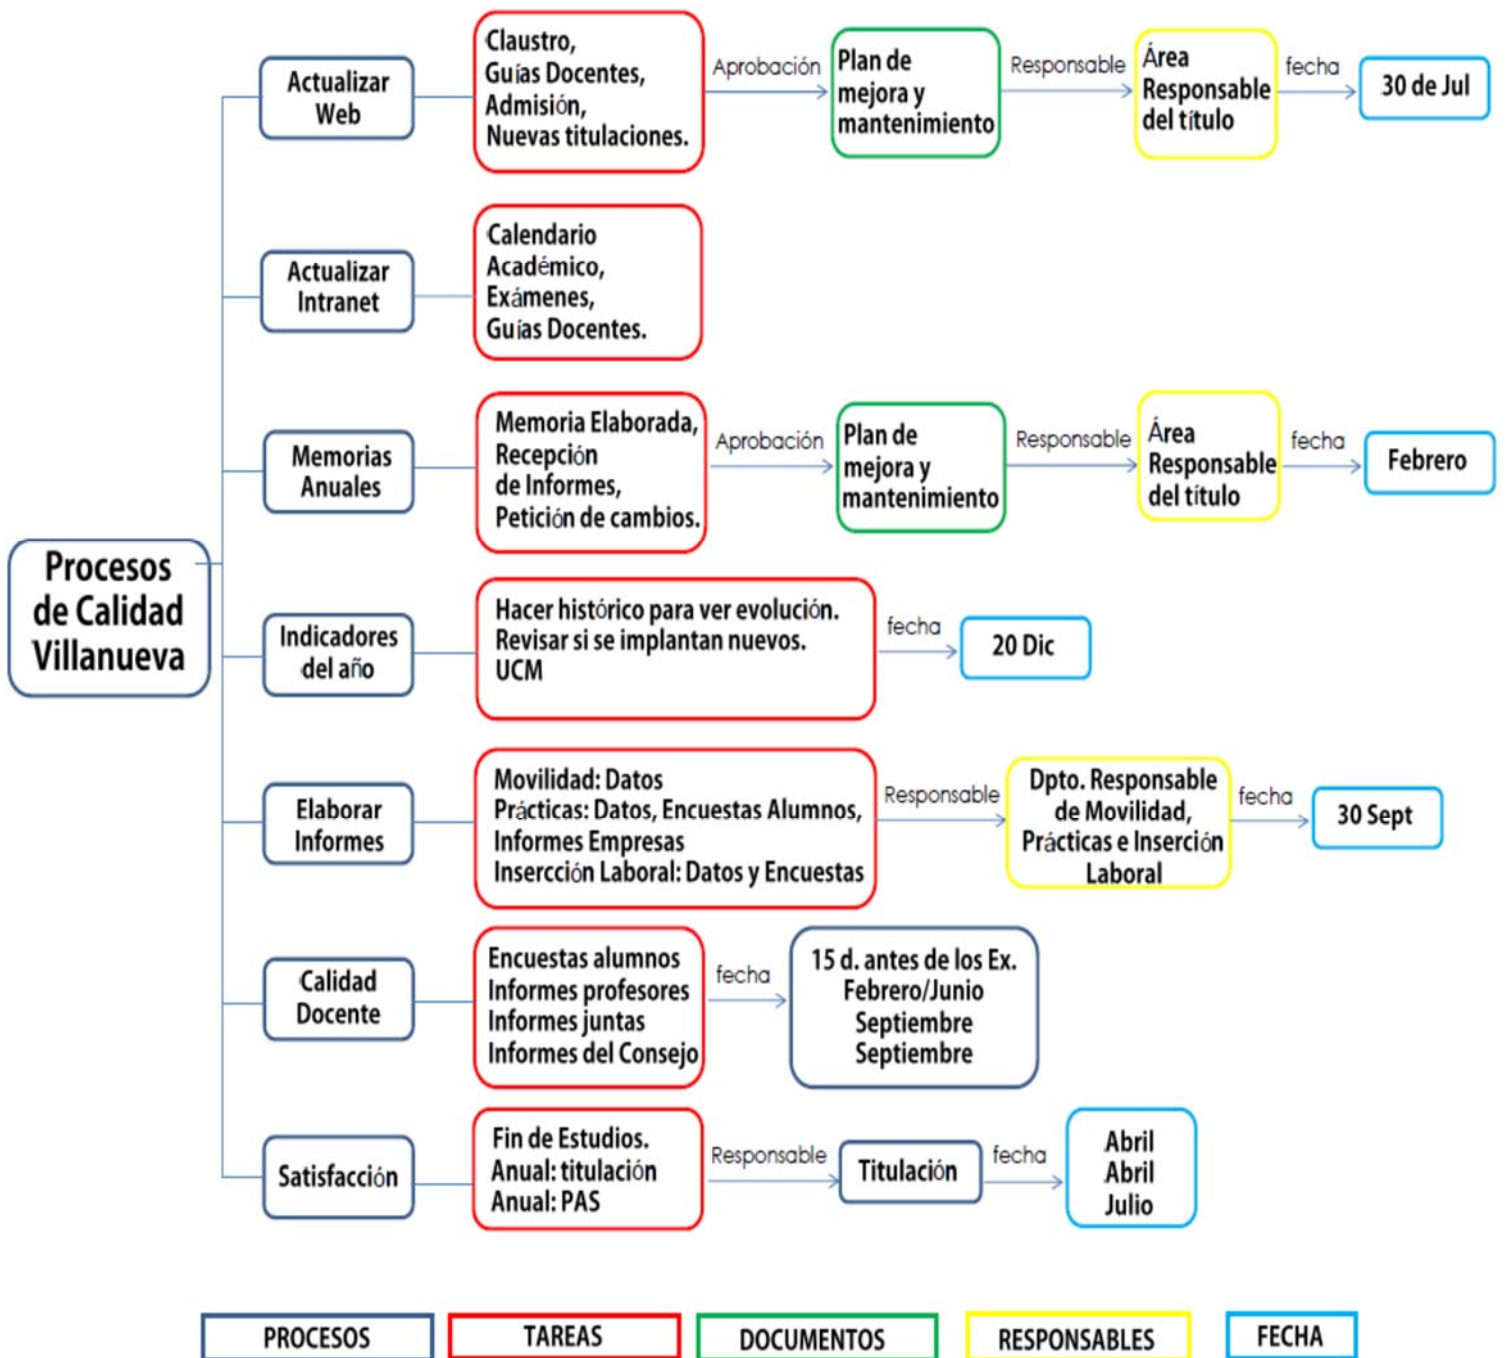 Procesos
de Calidad
Villanueva
Actualizar
Web
Claustro,
Guías Docentes,
Admisión,
Nuevas titulaciones.
Aprobación
Plan de
mejora y
mantenimiento
Responsable
Área
Responsable
del título
fecha
30 de Jul
Actualizar
Intranet
Calendario
Académico,
Exámenes,
Guías Docentes.
Memorias
Anuales
Memoria Elaborada,
Recepción
de Informes,
Petición de cambios.
Aprobación
Plan de
mejora y
mantenimiento
Responsable
Área
Responsable
del título
fecha
Febrero
Indicadores
del año
Hacer histórico para ver evolución.
Revisar si se implantan nuevos.
UCM
fecha
20 Dic
Elaborar
Informes
Movilidad: Datos
Prácticas: Datos, Encuestas Alumnos,
Informes Empresas
Insercción Laboral: Datos y Encuestas
Responsable
Dpto. Responsable
de Movilidad,
Prácticas e Inserción
Laboral
fecha
30 Sept
Calidad
Docente
Encuestas alumnos
Informes profesores
Informes juntas
Informes del Consejo
fecha
15 d. antes de los Ex.
Febrero/Junio
Septiembre
Septiembre
Satisfacción
Fin de Estudios.
Anual: titulación
Anual: PAS
Responsable
Titulación
fecha
Abril
Abril
Julio
PROCESOS
TAREAS
DOCUMENTOS
RESPONSABLES
FECHA